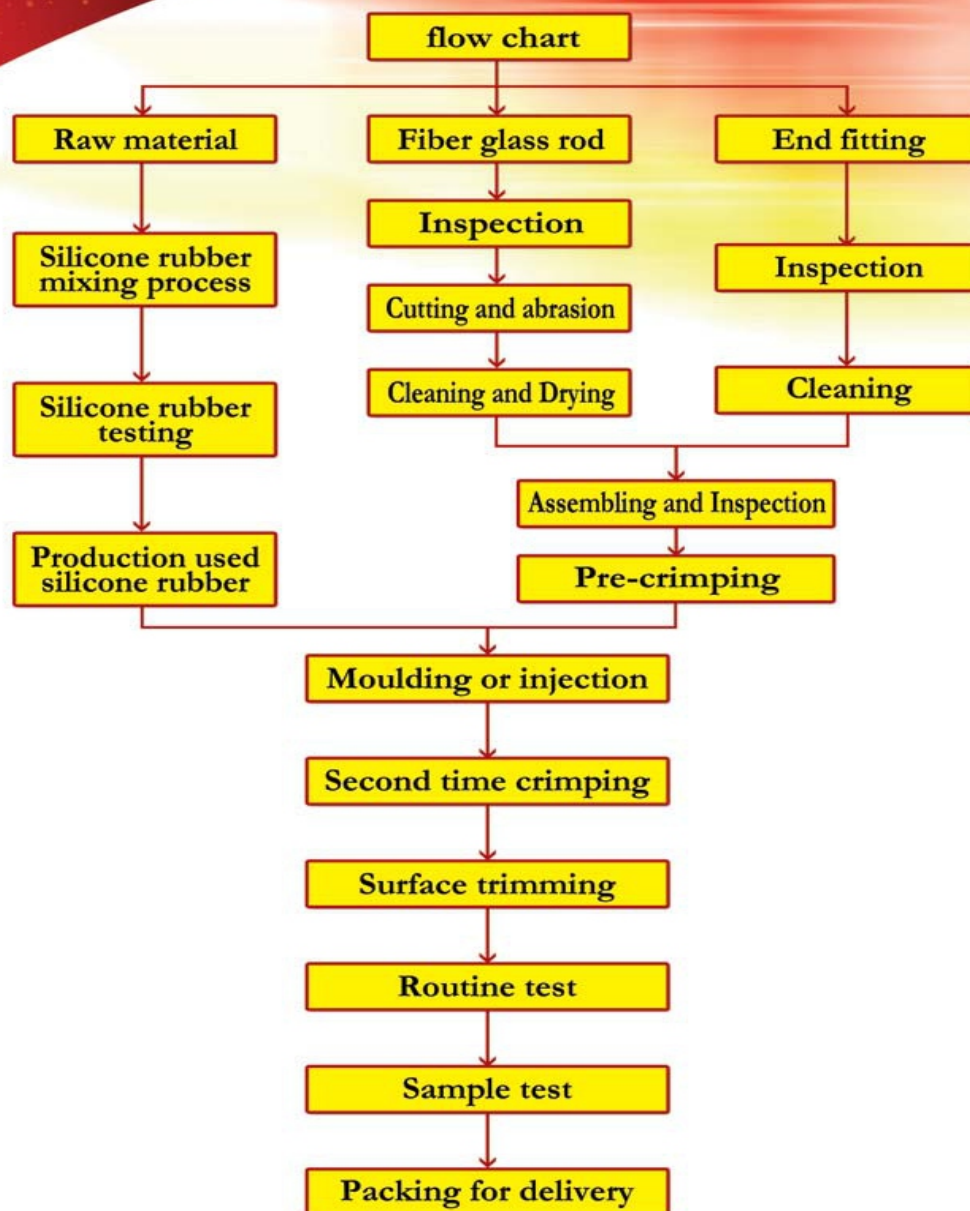 flow chart
Raw material
Fiber glass rod
End fitting
Inspection
Silicone rubber
mixing process
Inspection
Cutting and abrasion
Cleaning and Drying
Cleaning
Silicone rubber
testing
Assembling and Inspection
Production used
silicone rubber
Pre-crimping
Moulding or injection
Second time crimping
Surface trimming
Routine test
Sample test
Packing for delivery